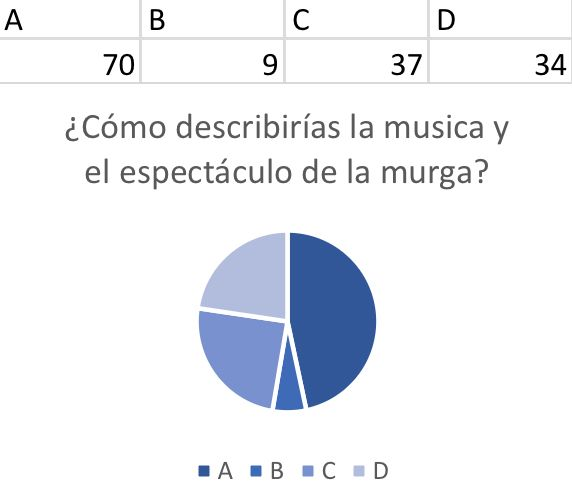 A B C D
70 9 37 34
¿Cómo describirías la musica y
el espectáculo de la murga?
A B C D